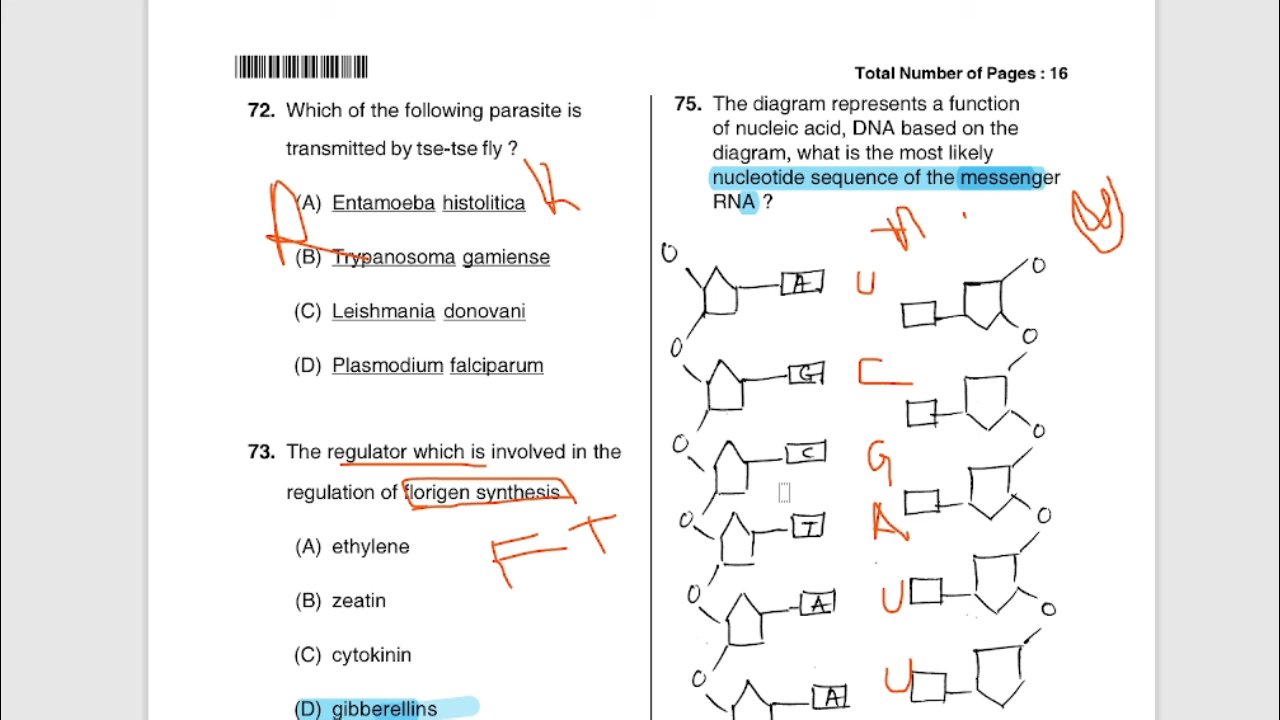 Total Number of Pages : 16
72. Which of the following parasite is
transmitted by tse-tse fly ?
(A) Entamoeba histolitica
(B) Trypanosoma gamiense
(C) Leishmania donovani
(D) Plasmodium falciparum
73. The regulator which is involved in the
regulation of florigen synthesis
F T
(A) ethylene
(B) zeatin
(C) cytokinin
(D) gibberellins
75. The diagram represents a function
of nucleic acid, DNA based on the
diagram, what is the most likely
nucleotide sequence of the messenger
RNA ?
A U
G C
C G
T A
A U
A U